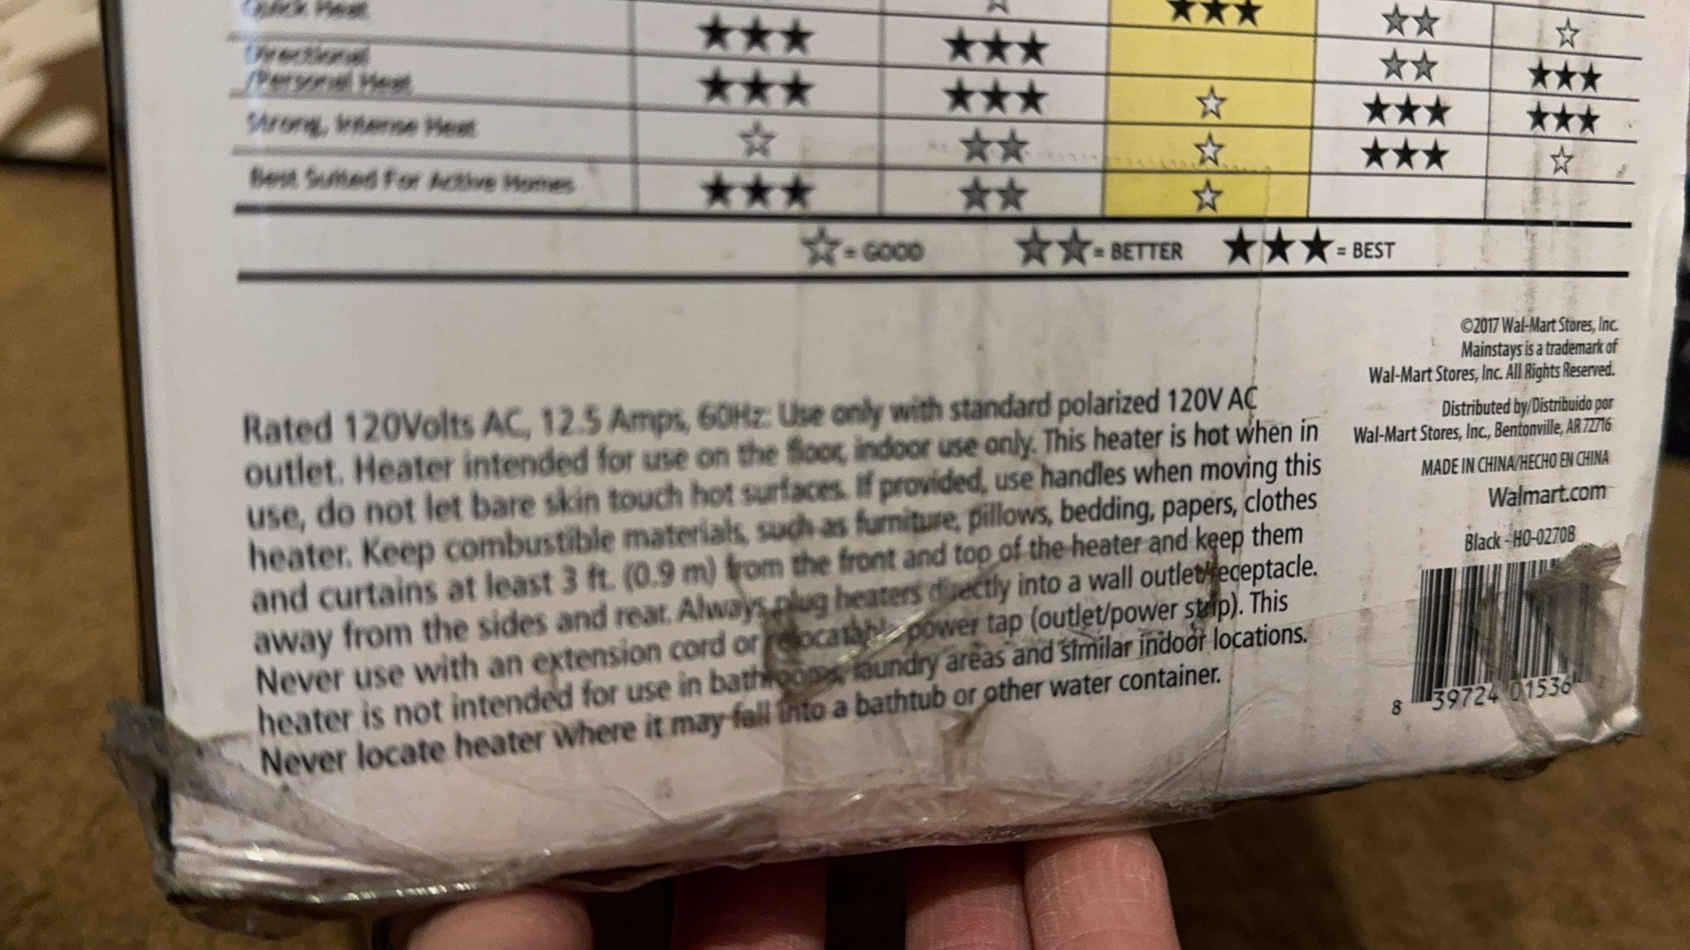 Quick Heat
Directional
/Personal Heat
Strong, Intense Heat
Best Suited For Active Homes
☆ = GOOD ★★ = BETTER ★★★ = BEST
©2017 Wal-Mart Stores, Inc.
Mainstays is a trademark of
Wal-Mart Stores, Inc. All Rights Reserved.
Distributed by/Distribuido por
Wal-Mart Stores, Inc., Bentonville, AR 72716
MADE IN CHINA/HECHO EN CHINA
Walmart.com
Black - HO-0270B
8 39724 01536
Rated 120Volts AC, 12.5 Amps, 60Hz: Use only with standard polarized 120V AC
outlet. Heater intended for use on the floor, indoor use only. This heater is hot when in
use, do not let bare skin touch hot surfaces. If provided, use handles when moving this
heater. Keep combustible materials, such as furniture, pillows, bedding, papers, clothes
and curtains at least 3 ft. (0.9 m) from the front and top of the heater and keep them
away from the sides and rear. Always plug heaters directly into a wall outlet/receptacle.
Never use with an extension cord or relocatable power tap (outlet/power strip). This
heater is not intended for use in bathrooms, laundry areas and similar indoor locations.
Never locate heater where it may fall into a bathtub or other water container.